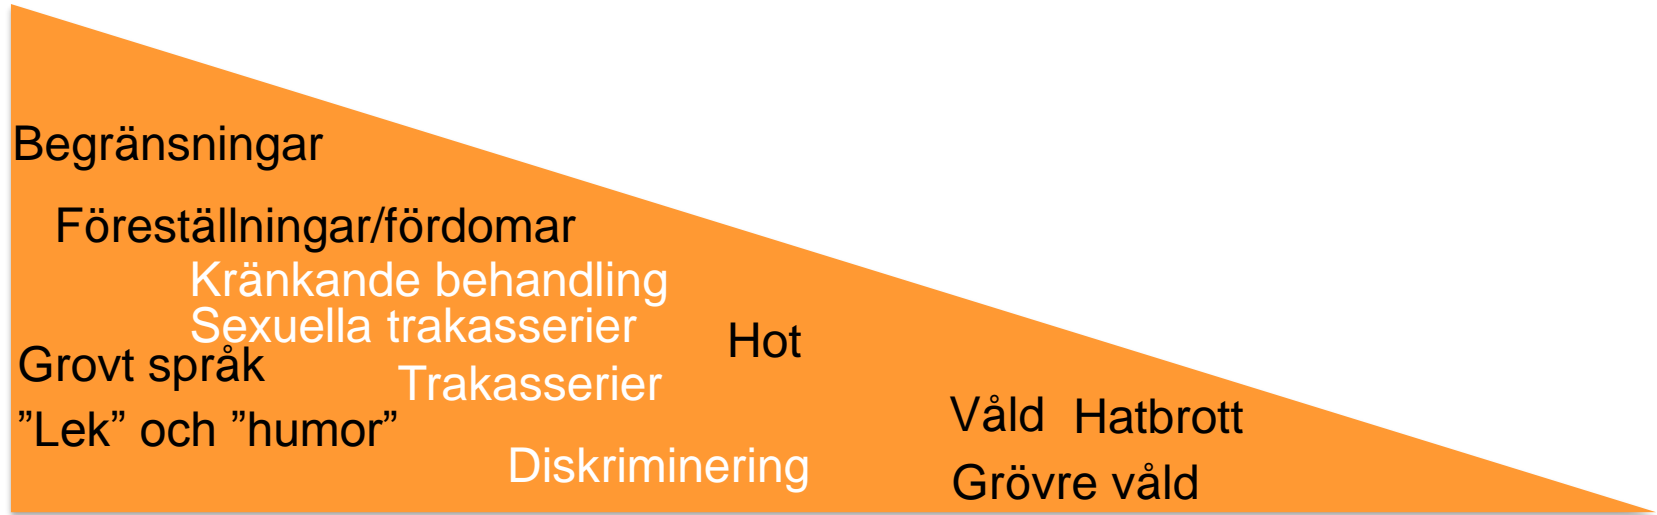 Begränsningar
Föreställningar/fördomar
Kränkande behandling
Sexuella trakasserier
Hot
Grovt språk
Trakasserier
”Lek” och ”humor”
Våld Hatbrott
Diskriminering
Grövre våld